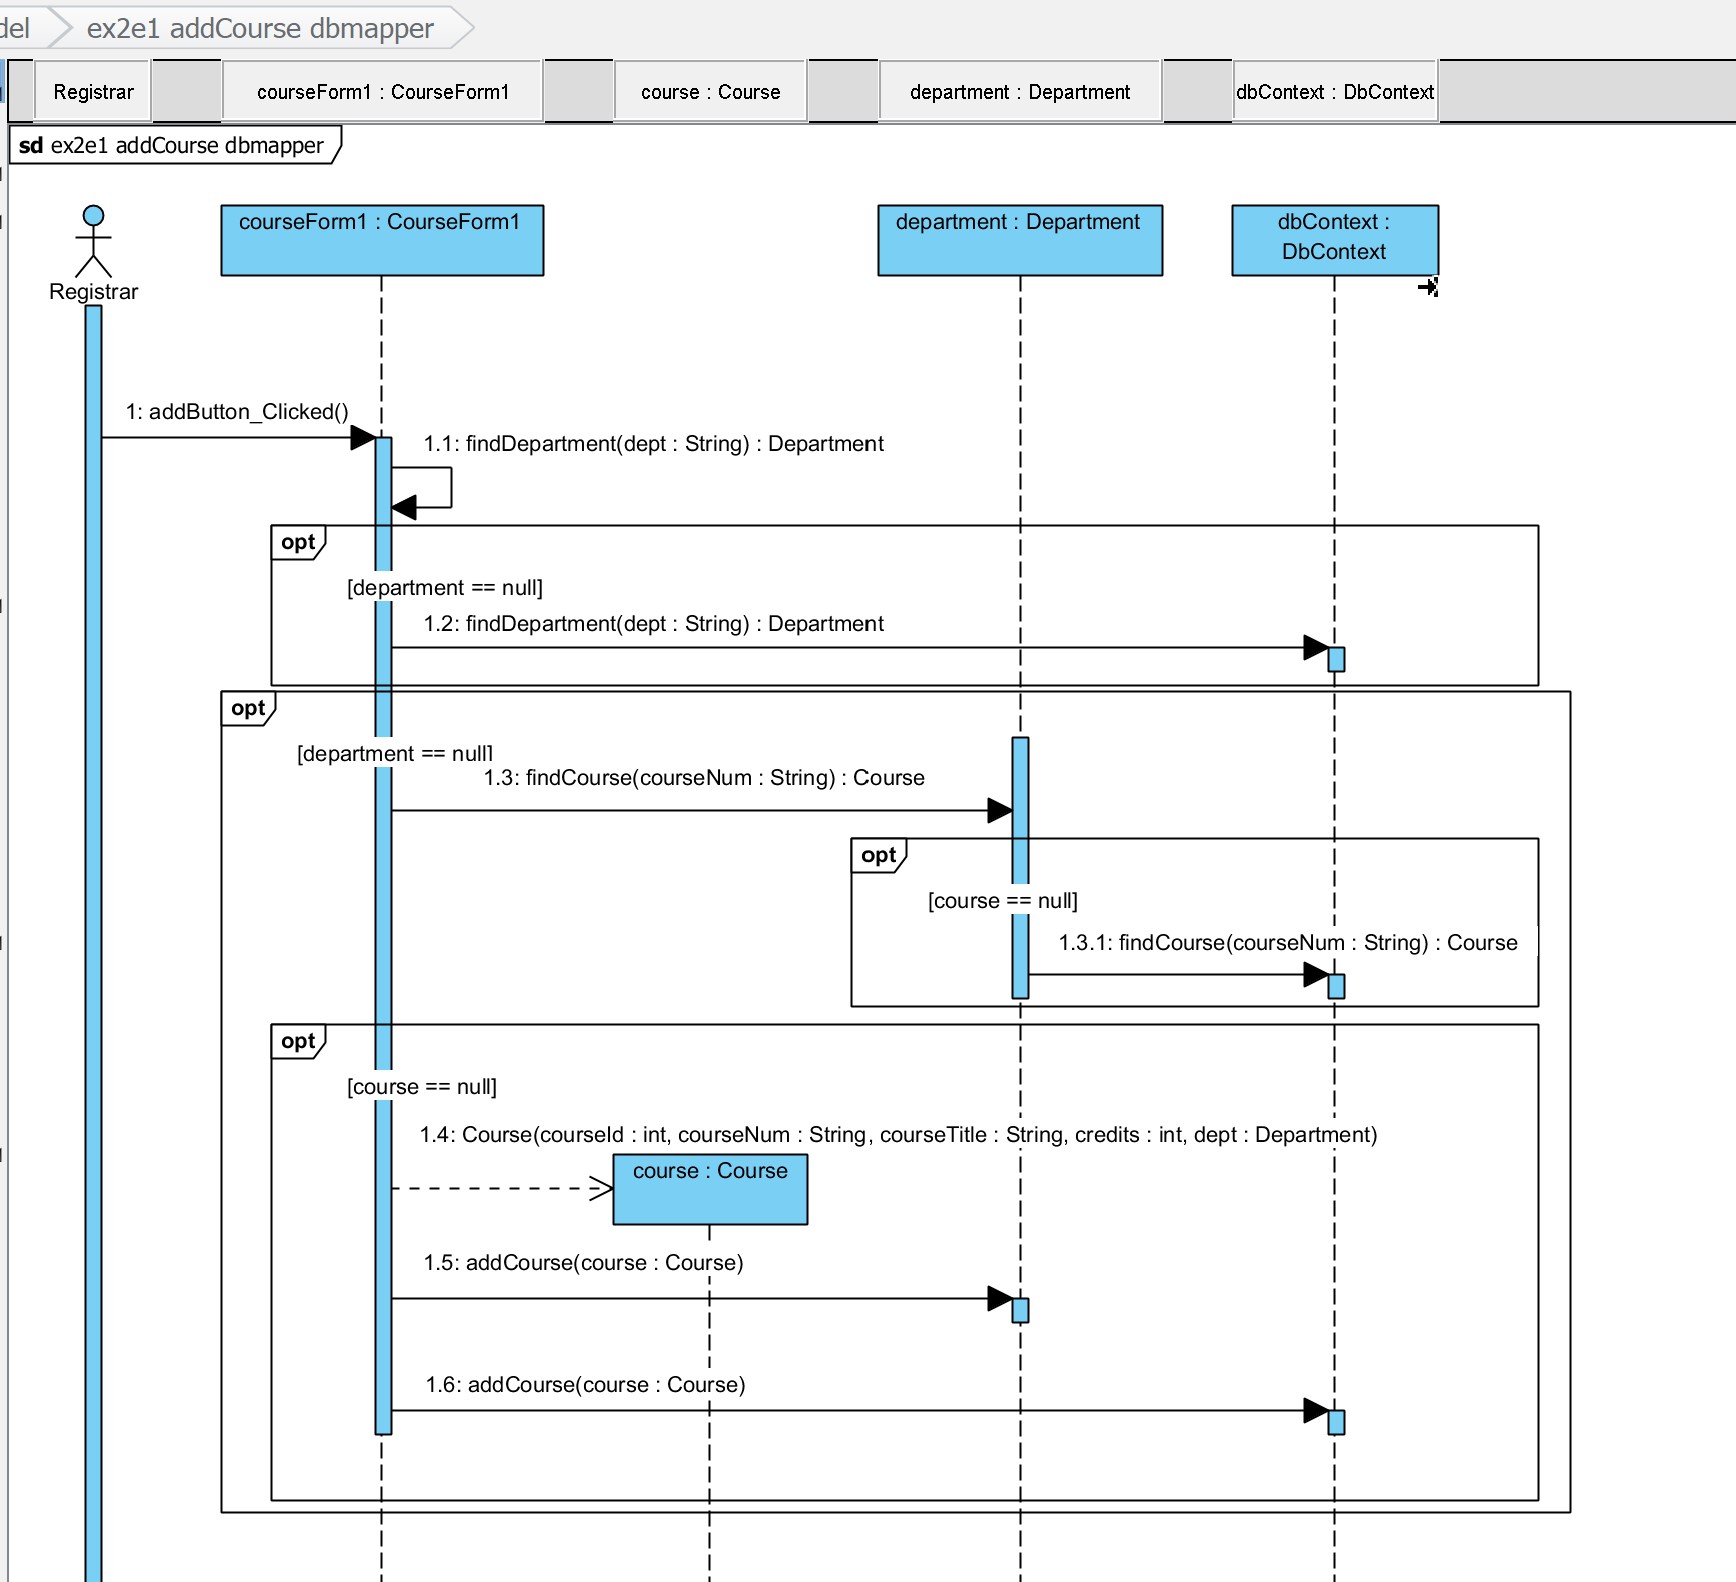 del
ex2e1 addCourse dbmapper
Registrar
courseForm1 : CourseForm1
course : Course
department : Department
dbContext : DbContext
sd ex2e1 addCourse dbmapper
courseForm1 : CourseForm1
department : Department
dbContext :
DbContext
Registrar
1: addButton_Clicked()
1.1: findDepartment(dept : String) : Department
opt
[department == null]
1.2: findDepartment(dept : String) : Department
opt
[department == null]
1.3: findCourse(courseNum : String) : Course
opt
[course == null]
1.3.1: findCourse(courseNum : String) : Course
opt
[course == null]
1.4: Course(courseId : int, courseNum : String, courseTitle : String, credits : int, dept : Department)
course : Course
1.5: addCourse(course : Course)
1.6: addCourse(course : Course)